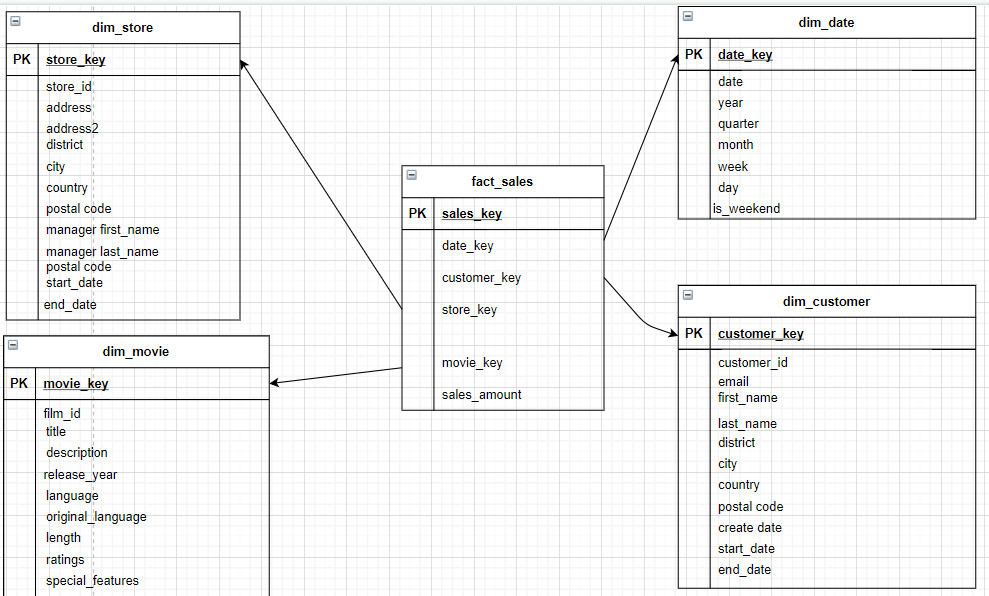 dim_store
PK store_key
store_id
address
address2
district
city
country
postal code
manager first_name
manager last_name
postal code
start_date
end_date
dim_movie
PK movie_key
film_id
title
description
release_year
language
original_language
length
ratings
special_features
fact_sales
PK sales_key
date_key
customer_key
store_key
movie_key
sales_amount
dim_date
PK date_key
date
year
quarter
month
week
day
is_weekend
dim_customer
PK customer_key
customer_id
email
first_name
last_name
district
city
country
postal code
create date
start_date
end_date